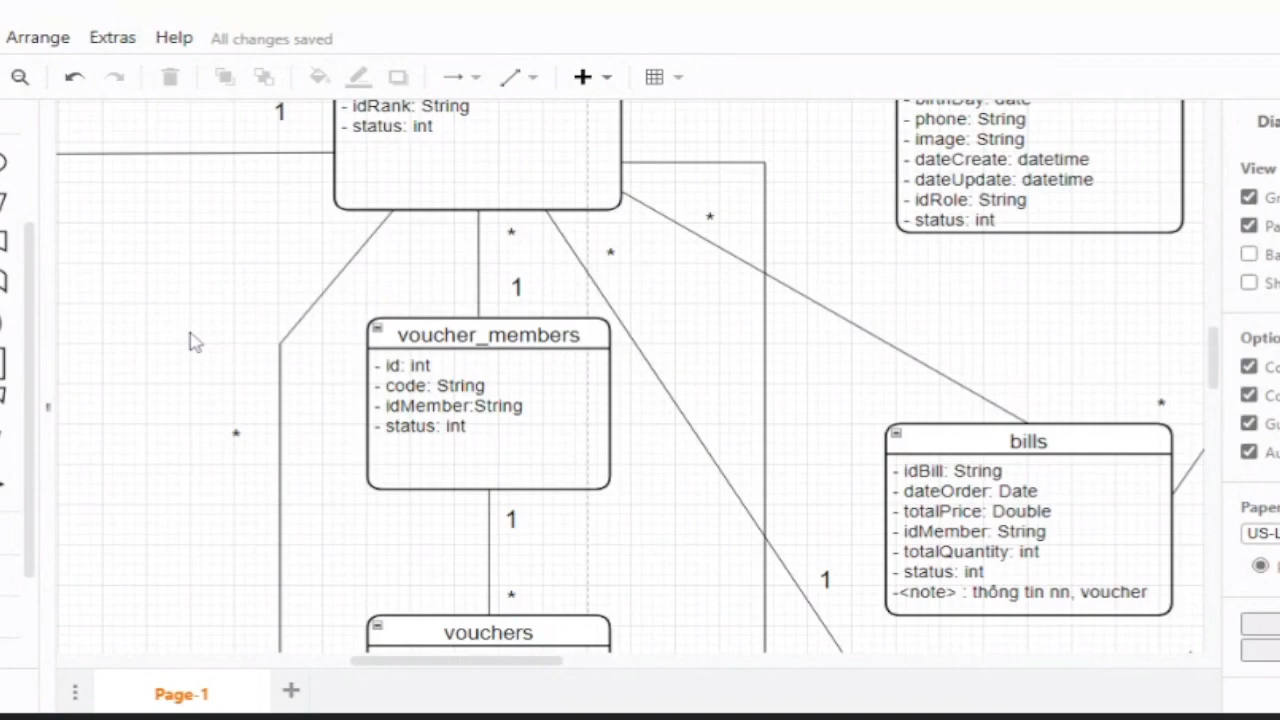 Arrange Extras Help All changes saved
1
- idRank: String
- status: int
- birthDay: date
- phone: String
- image: String
- dateCreate: datetime
- dateUpdate: datetime
- idRole: String
- status: int
*
*
*
1
voucher_members
- id: int
- code: String
- idMember:String
- status: int
*
1
*
vouchers
1
*
bills
- idBill: String
- dateOrder: Date
- totalPrice: Double
- idMember: String
- totalQuantity: int
- status: int
-<note> : thông tin nn, voucher
View
Paper
Page-1